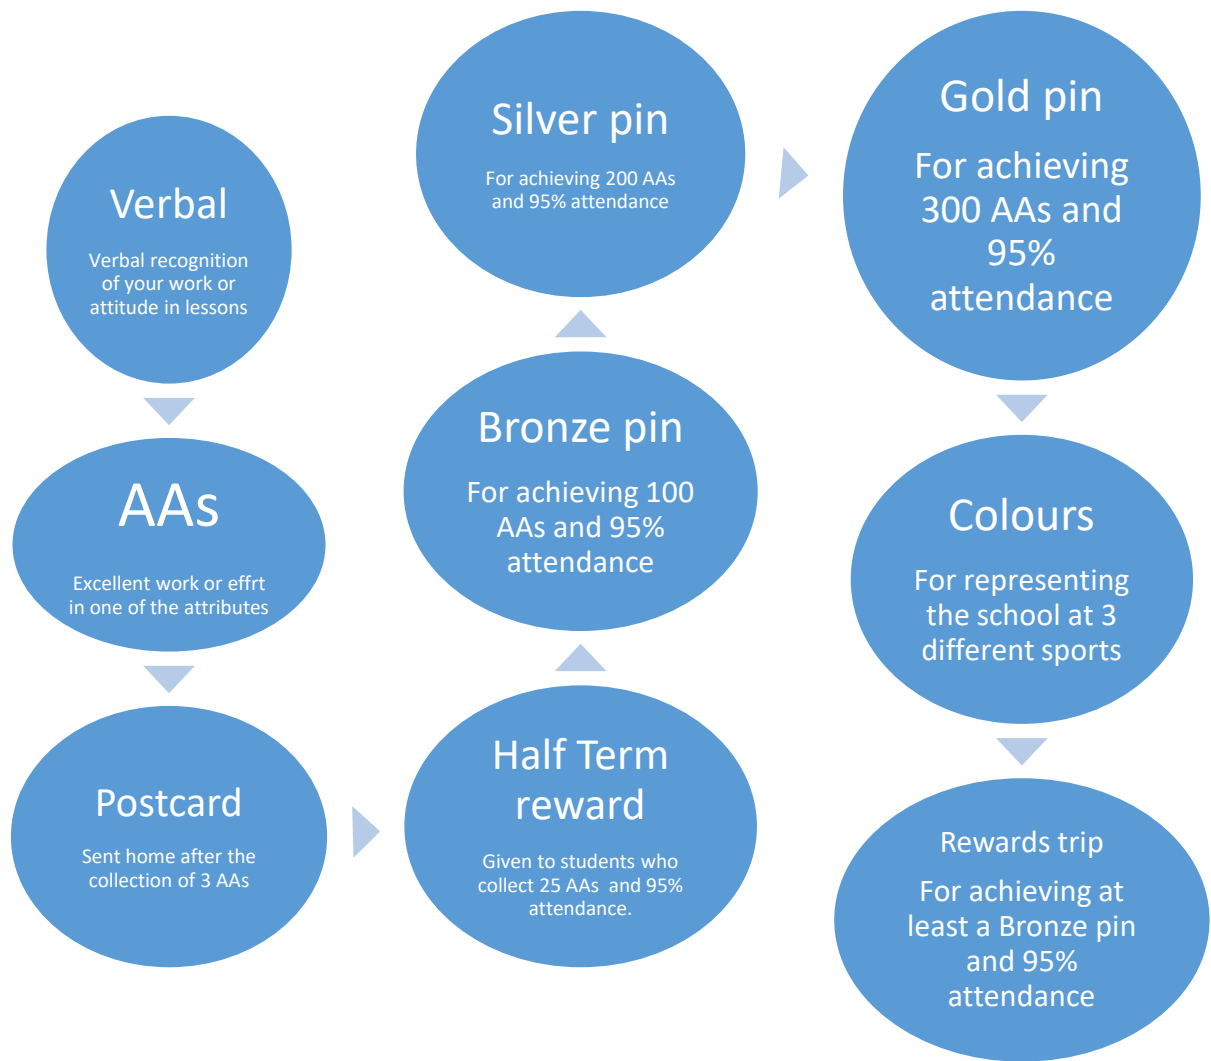 Verbal
Verbal recognition
of your work or
attitude in lessons
AAs
Excellent work or effrt
in one of the attributes
Postcard
Sent home after the
collection of 3 AAs
Half Term
reward
Given to students who
collect 25 AAs  and 95%
attendance.
Bronze pin
For achieving 100
AAs and 95%
attendance
Silver pin
For achieving 200 AAs
and 95% attendance
Gold pin
For achieving
300 AAs and
95%
attendance
Colours
For representing
the school at 3
different sports
Rewards trip
For achieving at
least a Bronze pin
and 95%
attendance